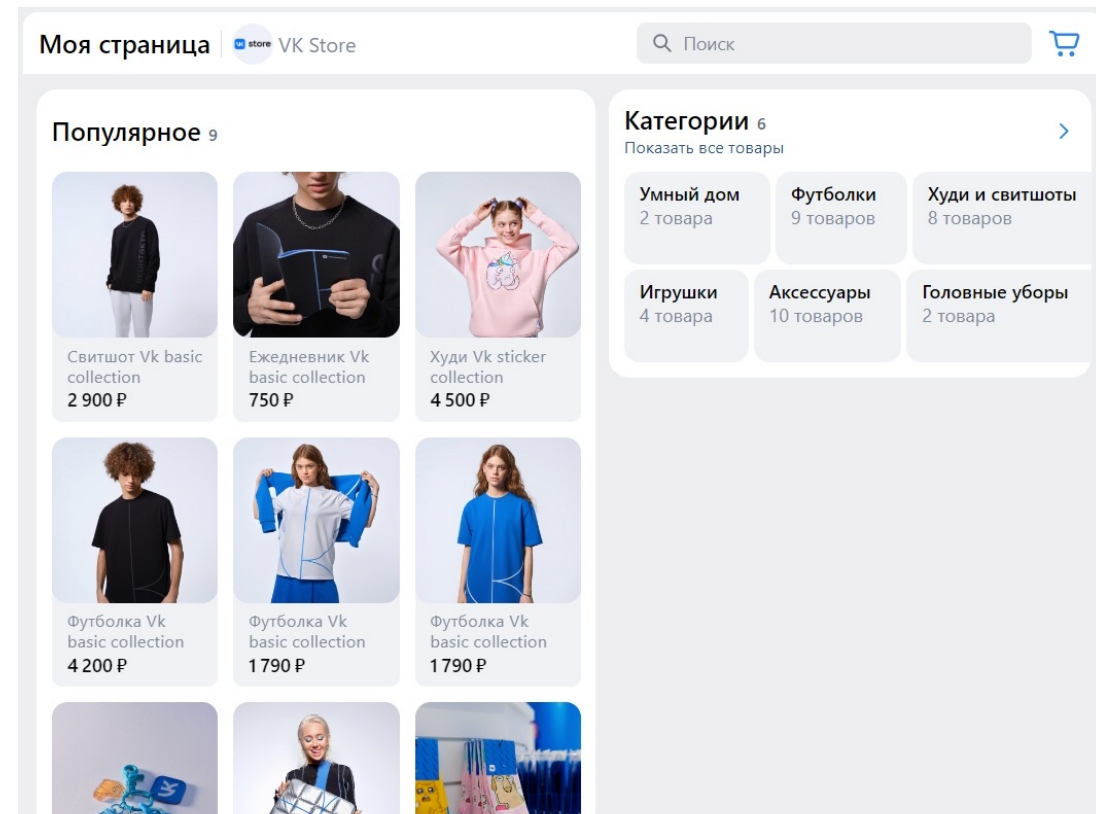 Моя страница
store VK Store
Поиск
Популярное 9
Свитшот Vk basic
collection
2 900 ₽
Ежедневник Vk
basic collection
750 ₽
Худи Vk sticker
collection
4 500 ₽
Футболка Vk
basic collection
4 200 ₽
Футболка Vk
basic collection
1 790 ₽
Футболка Vk
basic collection
1 790 ₽
Категории 6
Показать все товары
Умный дом
2 товара
Футболки
9 товаров
Худи и свитшоты
8 товаров
Игрушки
4 товара
Аксессуары
10 товаров
Головные уборы
2 товара